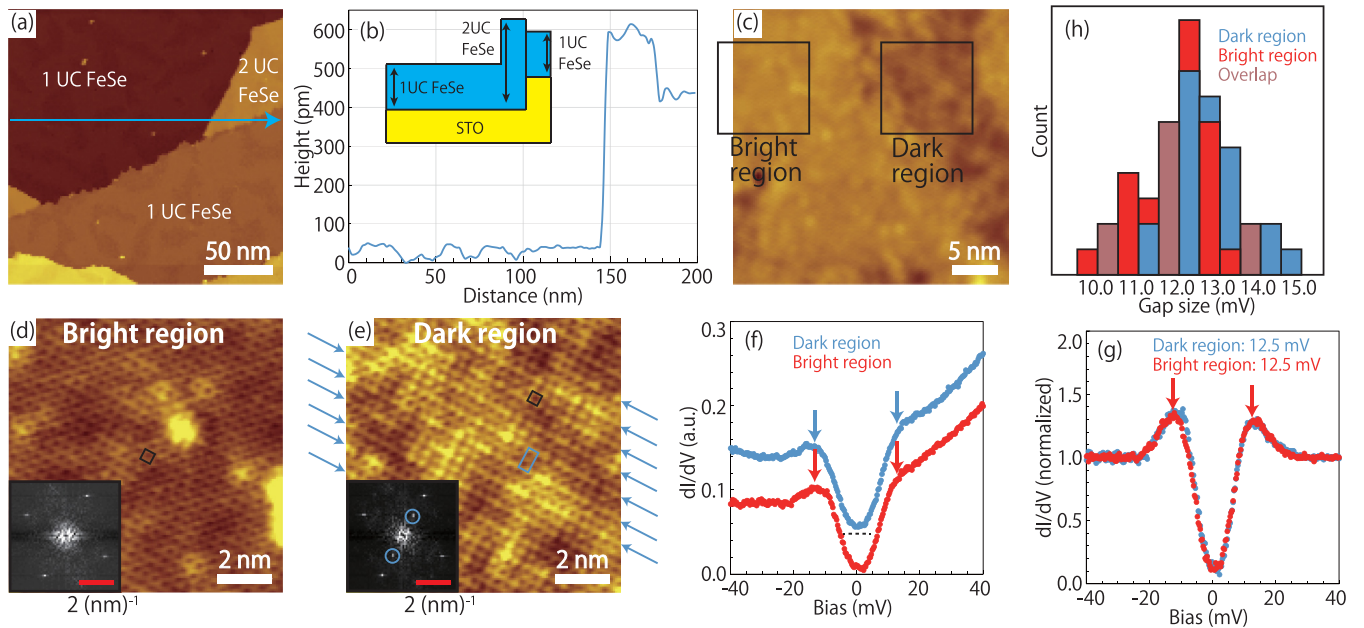 (a)
1 UC FeSe
2 UC
FeSe
1 UC FeSe
50 nm
(b)
Height (pm)
600
500
400
300
200
100
0
2UC
FeSe
1UC
FeSe
1UC FeSe
STO
0
50
100
150
200
Distance (nm)
(c)
Bright
region
Dark
region
5 nm
(h)
Dark region
Bright region
Overlap
Count
10.0
11.0
12.0
13.0
14.0
15.0
Gap size (mV)
(d)
Bright region
2 nm
2 (nm)-1
(e)
Dark region
2 nm
2 (nm)-1
(f)
Dark region
Bright region
dI/dV (a.u.)
0.3
0.2
0.1
0.0
-40
-20
0
20
40
Bias (mV)
(g)
Dark region: 12.5 mV
Bright region: 12.5 mV
dI/dV (normalized)
2.0
1.5
1.0
0.5
0.0
-40
-20
0
20
40
Bias (mV)